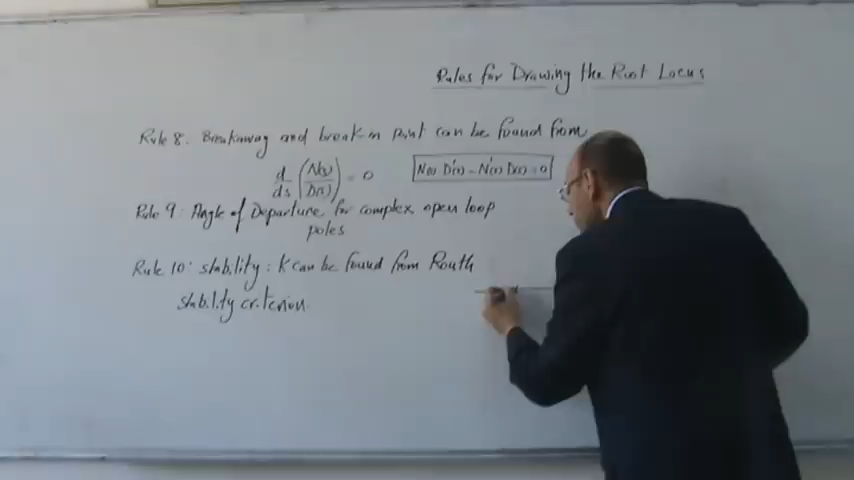 Rules for Drawing the Root Locus
Rule 8: Breakaway and break-in point can be found from
d/ds (N(s)/D(s)) = 0   N(s) D'(s) - N'(s) D(s) = 0
Rule 9: Angle of Departure for complex open loop
poles
Rule 10: stability: K can be found from Routh
stability criterion